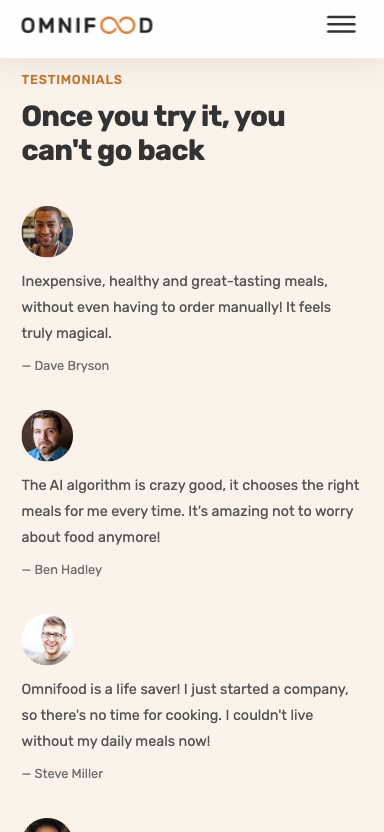 OMNIFOOD
TESTIMONIALS
Once you try it, you
can't go back
Inexpensive, healthy and great-tasting meals,
without even having to order manually! It feels
truly magical.
— Dave Bryson
The AI algorithm is crazy good, it chooses the right
meals for me every time. It's amazing not to worry
about food anymore!
— Ben Hadley
Omnifood is a life saver! I just started a company,
so there's no time for cooking. I couldn't live
without my daily meals now!
— Steve Miller